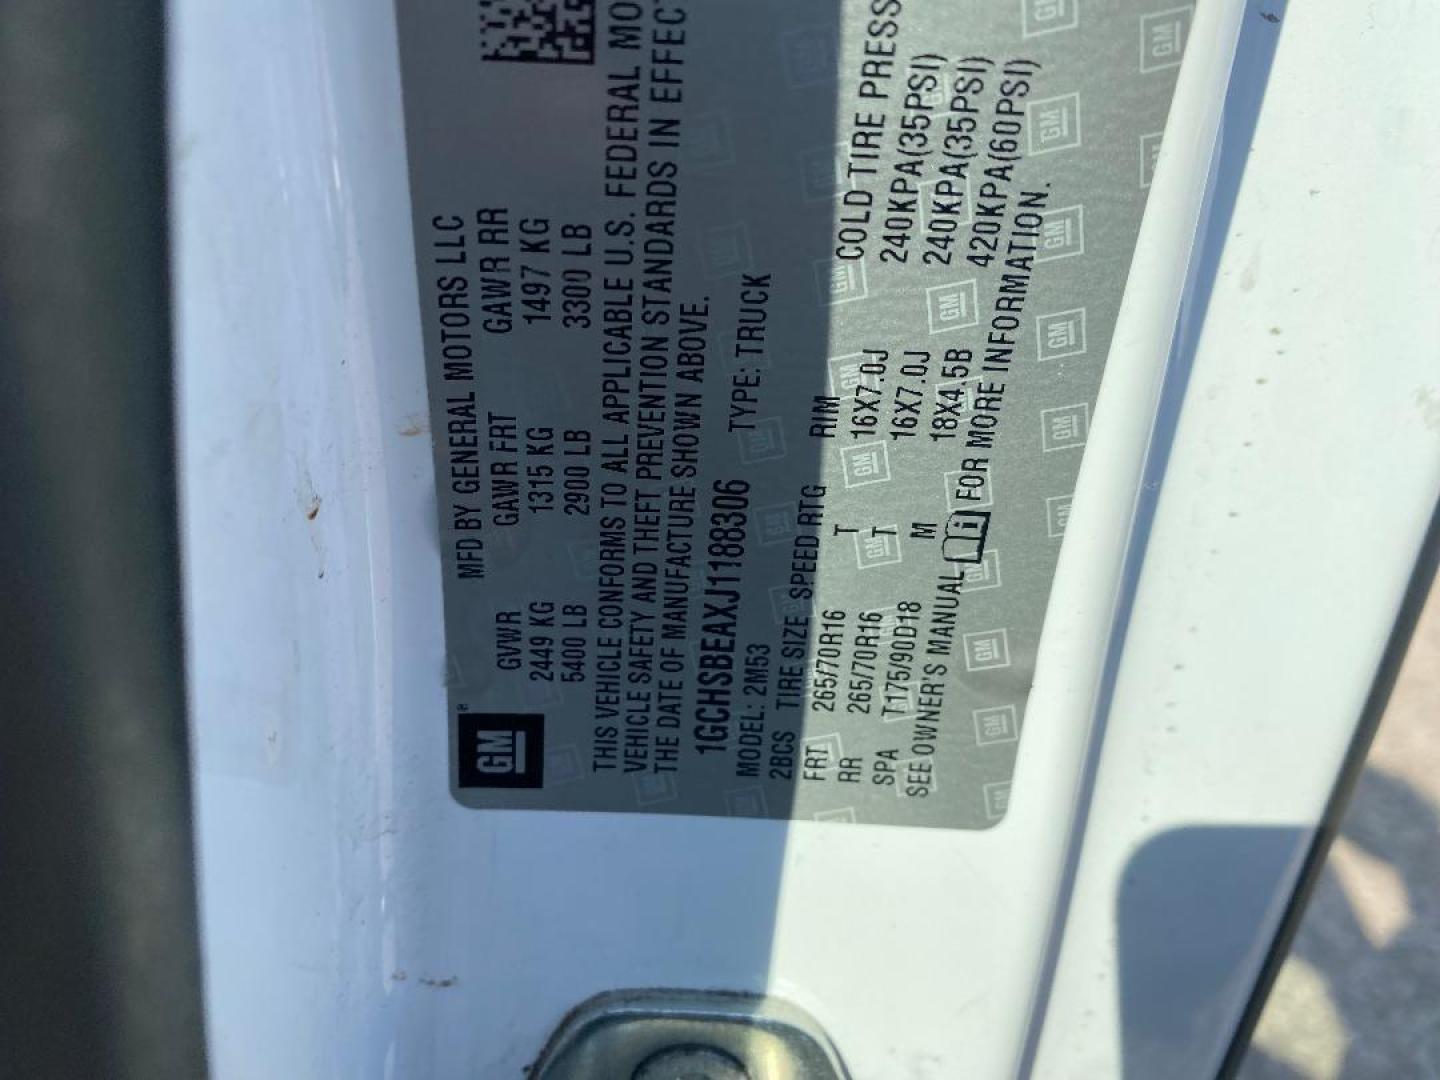 GM ®
MFD BY GENERAL MOTORS LLC
GVWR GAWR FRT GAWR RR
2449 KG 1315 KG 1497 KG
5400 LB 2900 LB 3300 LB
THIS VEHICLE CONFORMS TO ALL APPLICABLE U.S. FEDERAL MO
VEHICLE SAFETY AND THEFT PREVENTION STANDARDS IN EFFECT
THE DATE OF MANUFACTURE SHOWN ABOVE.
1GCHSBEAXJ1188306 TYPE: TRUCK
MODEL: 2M53
2BCS TIRE SIZE SPEED RTG RIM COLD TIRE PRESS
FRT 265/70R16 T 16X7.0J 240KPA(35PSI)
RR 265/70R16 T 16X7.0J 240KPA(35PSI)
SPA T175/90D18 M 18X4.5B 420KPA(60PSI)
SEE OWNER'S MANUAL i FOR MORE INFORMATION.